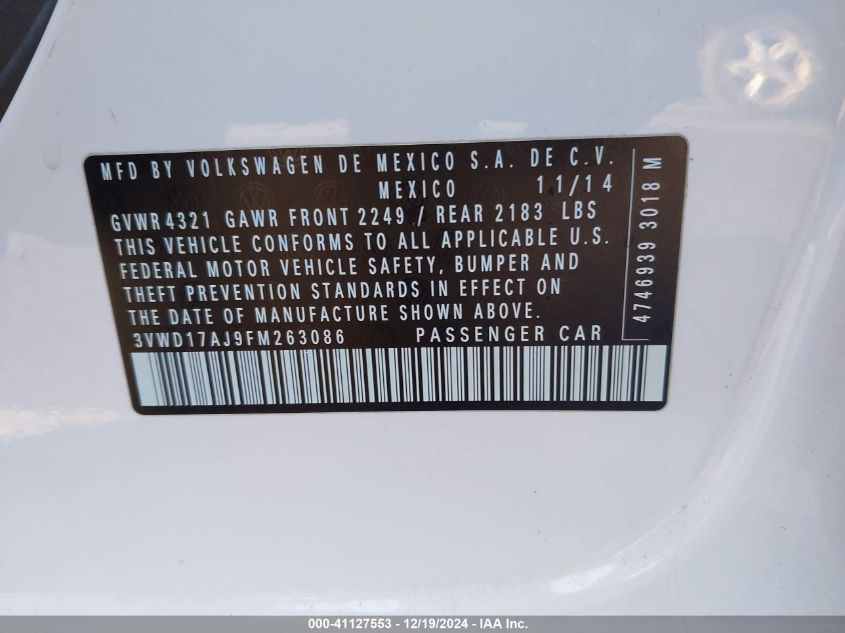 MFD BY VOLKSWAGEN DE MEXICO S.A. DE C.V.
MEXICO 11/14
GVWR 4321 GAWR FRONT 2249 / REAR 2183 LBS
THIS VEHICLE CONFORMS TO ALL APPLICABLE U.S.
FEDERAL MOTOR VEHICLE SAFETY, BUMPER AND
THEFT PREVENTION STANDARDS IN EFFECT ON
THE DATE OF MANUFACTURE SHOWN ABOVE.
3VWD17AJ9FM263086 PASSENGER CAR
4746939 3018 M
000-41127553 - 12/19/2024 - IAA Inc.